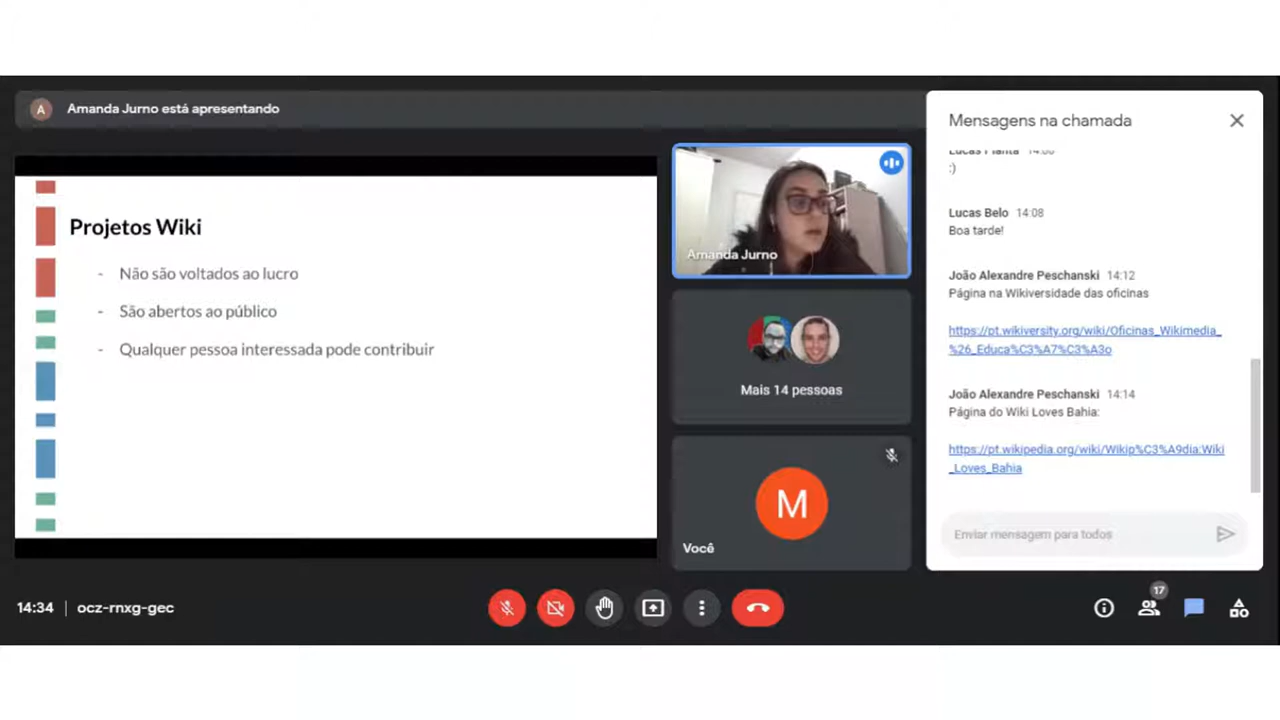 A
Amanda Jurno está apresentando
Projetos Wiki
- Não são voltados ao lucro
- São abertos ao público
- Qualquer pessoa interessada pode contribuir
Amanda Jurno
Mais 14 pessoas
M
Você
Mensagens na chamada
:)
Lucas Belo 14:08
Boa tarde!
João Alexandre Peschanski 14:12
Página na Wikiversidade das oficinas
https://pt.wikiversity.org/wiki/Oficinas_Wikimedia_
%26_Educa%C3%A7%C3%A3o
João Alexandre Peschanski 14:14
Página do Wiki Loves Bahia:
https://pt.wikipedia.org/wiki/Wikip%C3%A9dia:Wiki
_Loves_Bahia
Enviar mensagem para todos
14:34 | ocz-rnxg-gec
17